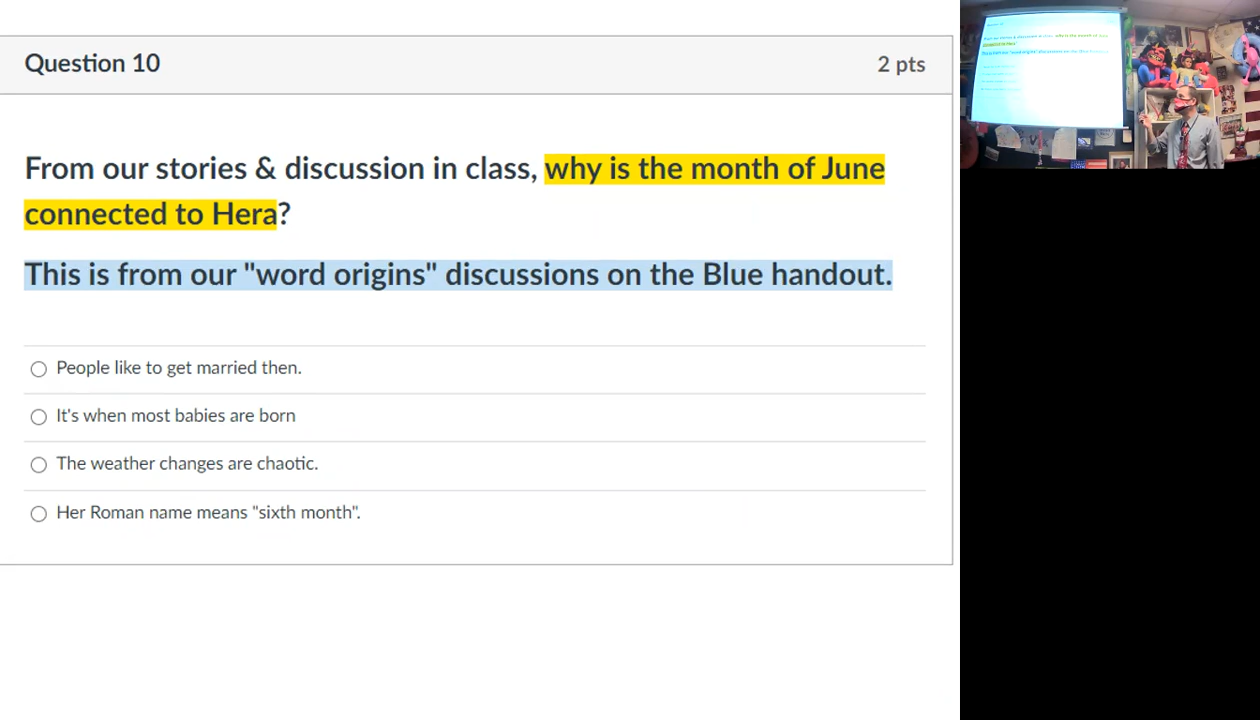 Question 10
2 pts
From our stories & discussion in class, why is the month of June
connected to Hera?
This is from our "word origins" discussions on the Blue handout.
People like to get married then.
It's when most babies are born
The weather changes are chaotic.
Her Roman name means "sixth month".